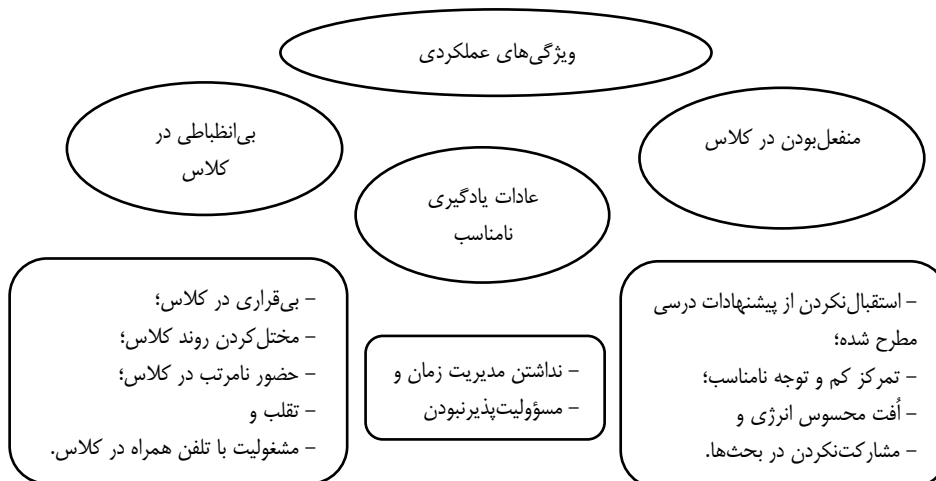 ویژگی‌های عملکردی
منفعل‌بودن در کلاس
عادات یادگیری
نامناسب
بی‌انظباطی در
کلاس
– استقبال‌نکردن از پیشنهادات درسی
مطرح شده؛
– تمرکز کم و توجه نامناسب؛
– اُفت محسوس انرژی و
– مشارکت‌نکردن در بحث‌ها.
– نداشتن مدیریت زمان و
– مسؤولیت‌پذیرنبودن
– بی‌قراری در کلاس؛
– مختل‌کردن روند کلاس؛
– حضور نامرتب در کلاس؛
– تقلب و
– مشغولیت با تلفن همراه در کلاس.